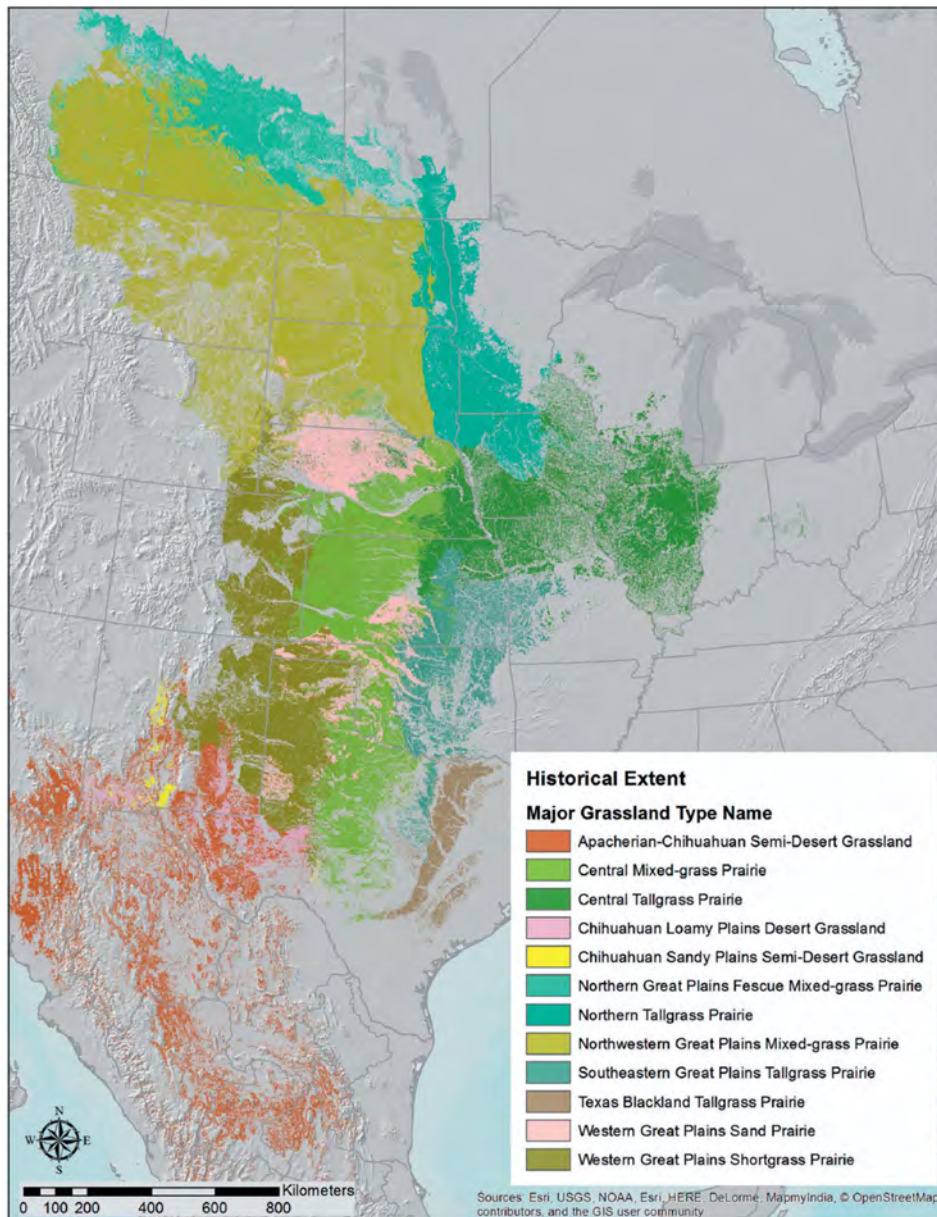 Historical Extent
Major Grassland Type Name
Apacherian-Chihuahuan Semi-Desert Grassland
Central Mixed-grass Prairie
Central Tallgrass Prairie
Chihuahuan Loamy Plains Desert Grassland
Chihuahuan Sandy Plains Semi-Desert Grassland
Northern Great Plains Fescue Mixed-grass Prairie
Northern Tallgrass Prairie
Northwestern Great Plains Mixed-grass Prairie
Southeastern Great Plains Tallgrass Prairie
Texas Blackland Tallgrass Prairie
Western Great Plains Sand Prairie
Western Great Plains Shortgrass Prairie
N
W E
S
Kilometers
0 100 200 400 600 800
Sources: Esri, USGS, NOAA, Esri, HERE, DeLorme, MapmyIndia, © OpenStreetMap
contributors, and the GIS user community